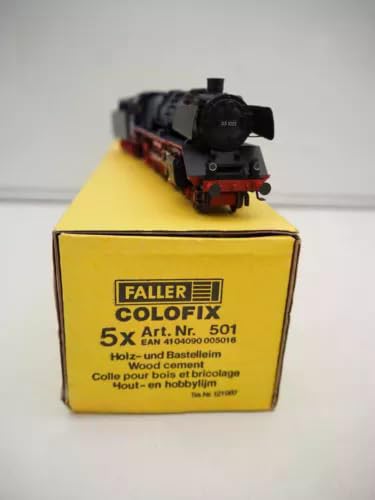 FALLER
COLOFIX
5x Art. Nr. 501
EAN 4104090 005016
Holz- und Bastelleim
Wood cement
Colle pour bois et bricolage
Hout- en hobbylijm